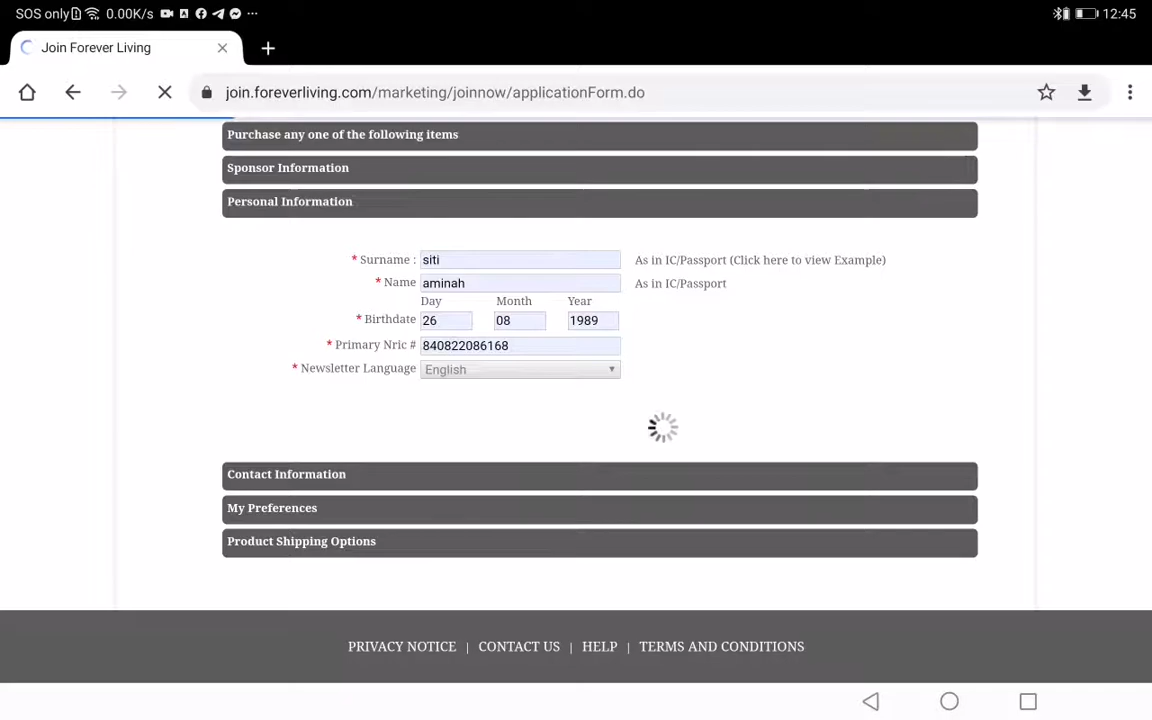 SOS only 0.00K/s ··· 12:45
Join Forever Living
join.foreverliving.com/marketing/joinnow/applicationForm.do
Purchase any one of the following items
Sponsor Information
Personal Information
* Surname : siti As in IC/Passport (Click here to view Example)
* Name aminah As in IC/Passport
Day Month Year
* Birthdate 26 08 1989
* Primary Nric # 840822086168
* Newsletter Language English
Contact Information
My Preferences
Product Shipping Options
PRIVACY NOTICE | CONTACT US | HELP | TERMS AND CONDITIONS